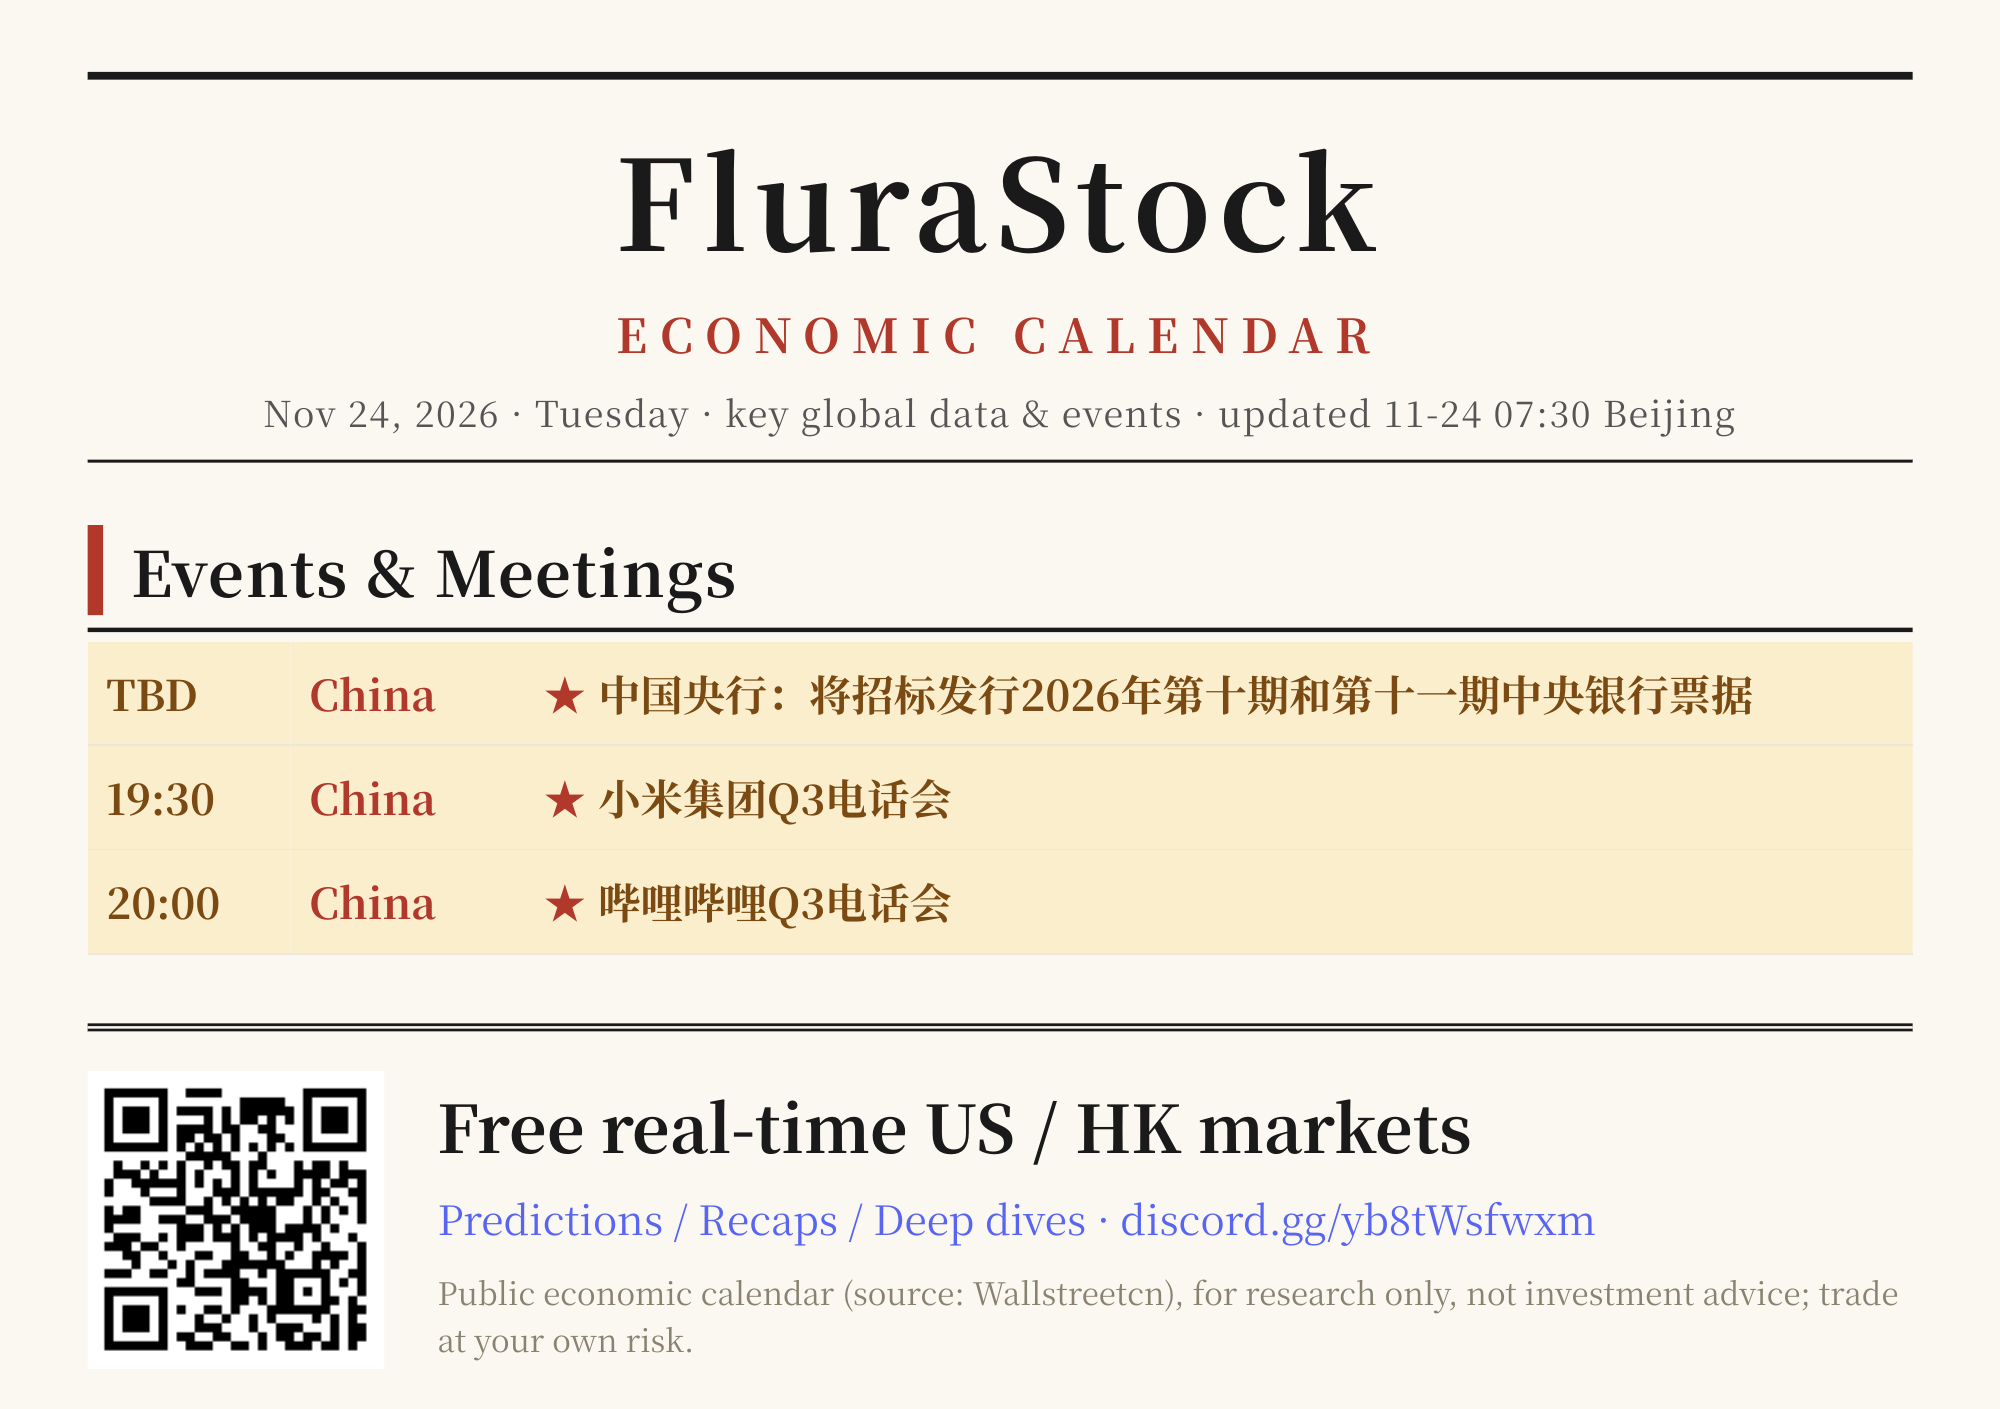 FluraStock
ECONOMIC CALENDAR
Nov 24, 2026 · Tuesday · key global data & events · updated 11-24 07:30 Beijing
Events & Meetings
TBD China ★ 中国央行：将招标发行2026年第十期和第十一期中央银行票据
19:30 China ★ 小米集团Q3电话会
20:00 China ★ 哔哩哔哩Q3电话会
Free real-time US / HK markets
Predictions / Recaps / Deep dives · discord.gg/yb8tWsfwxm
Public economic calendar (source: Wallstreetcn), for research only, not investment advice; trade
at your own risk.